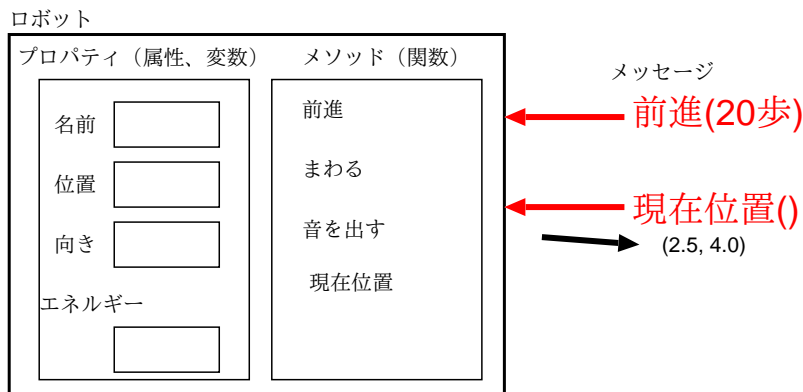 ロボット
プロパティ（属性、変数）
メソッド（関数）
名前
位置
向き
エネルギー
前進
まわる
音を出す
現在位置
メッセージ
前進(20歩)
現在位置()
(2.5, 4.0)